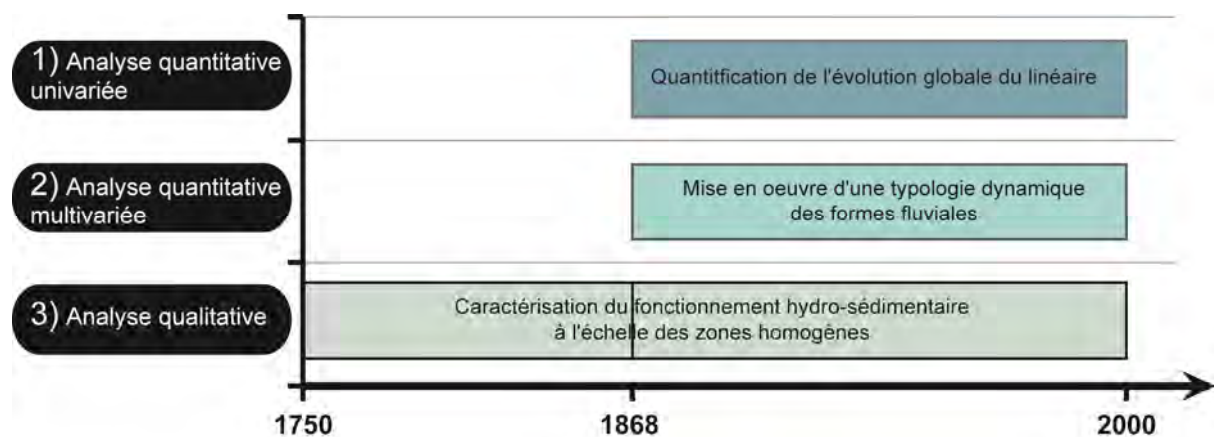 1) Analyse quantitative
univariée
Quantitfication de l'évolution globale du linéaire
2) Analyse quantitative
multivariée
Mise en oeuvre d'une typologie dynamique
des formes fluviales
3) Analyse qualitative
Caractérisation du fonctionnement hydro-sédimentaire
à l'échelle des zones homogènes
1750
1868
2000